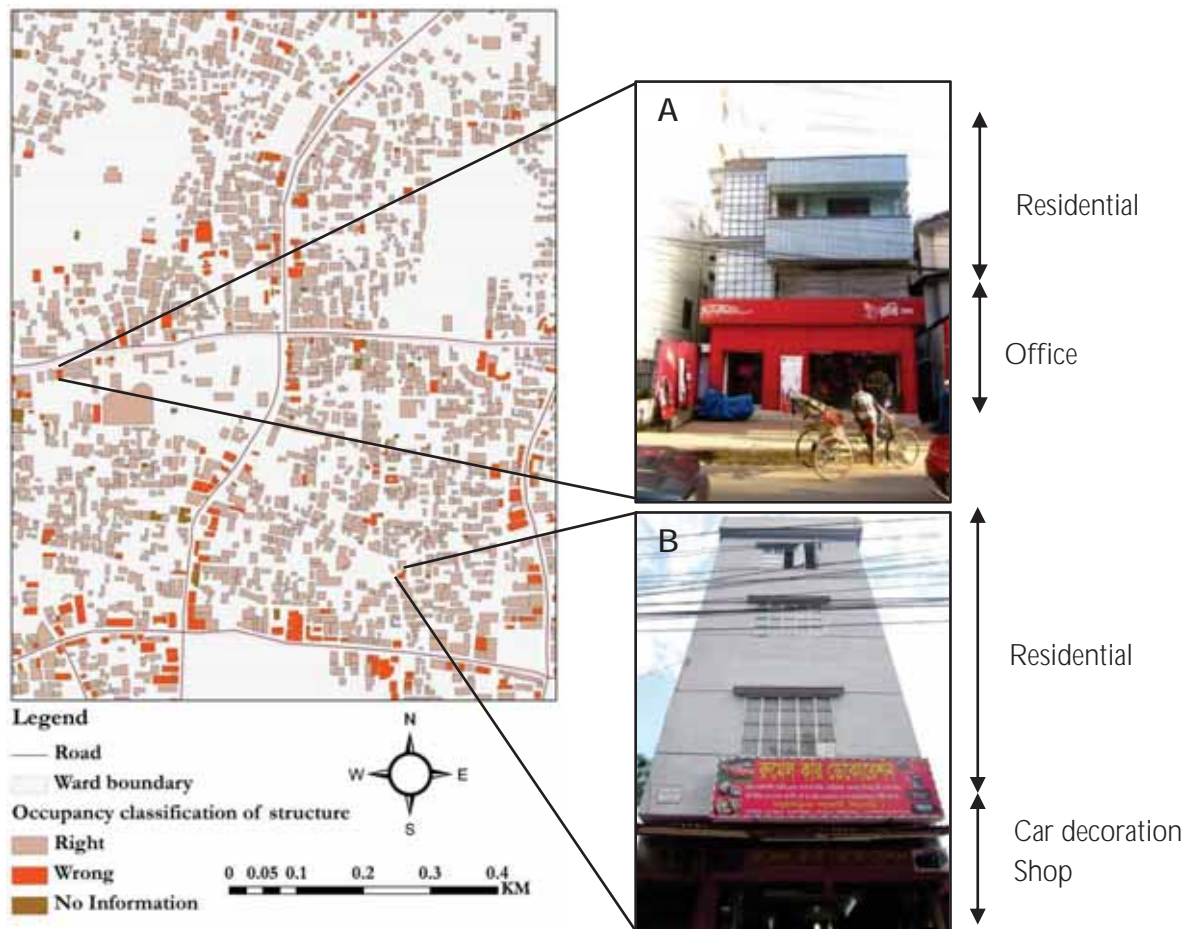 A
Residential
Office
B
রুমেল কার ডেকোরেশন
Residential
Car decoration
Shop
Legend
Road
Ward boundary
Occupancy classification of structure
Right
Wrong
No Information
N
W
E
S
0 0.05 0.1 0.2 0.3 0.4
KM